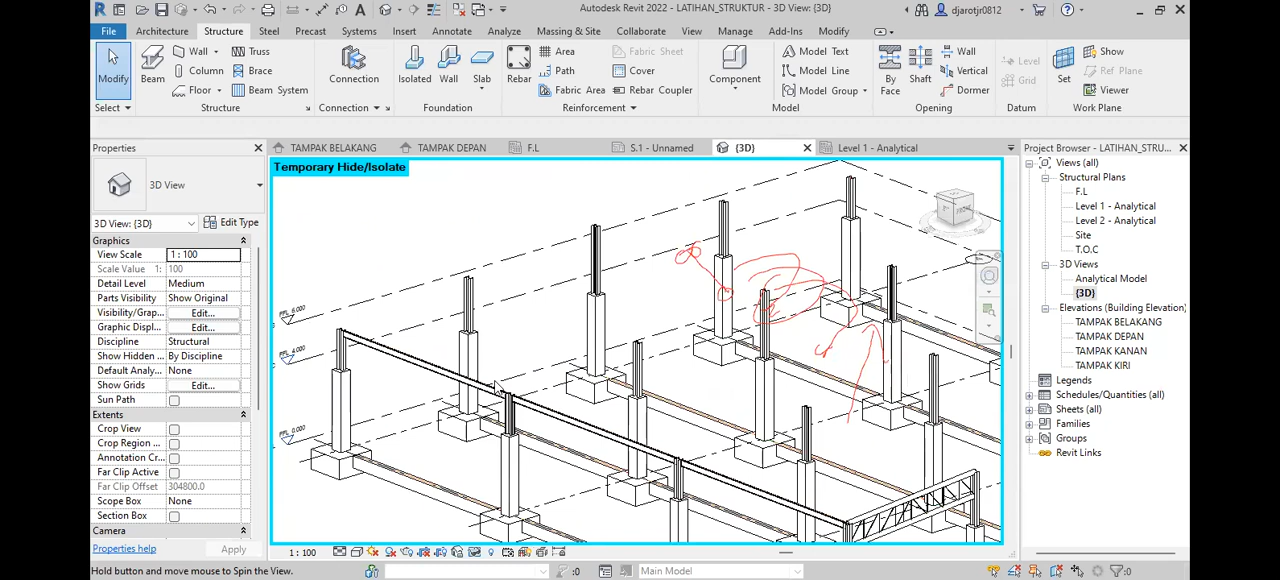 R Autodesk Revit 2022 - LATIHAN_STRUKTUR - 3D View: {3D} djarotjr0812
File Architecture Structure Steel Precast Systems Insert Annotate Analyze Massing & Site Collaborate View Manage Add-Ins Modify
Modify Beam Wall Truss Connection Isolated Wall Slab Rebar Area Fabric Sheet Component Model Text By Face Shaft Wall Level Set Show
Column Brace Path Cover Model Line Vertical Grid Ref Plane
Floor Beam System Fabric Area Rebar Coupler Model Group Dormer Viewer
Select Structure Connection Foundation Reinforcement Model Opening Datum Work Plane
Properties
TAMPAK BELAKANG TAMPAK DEPAN F.L S.1 - Unnamed {3D} Level 1 - Analytical
Project Browser - LATIHAN_STRU...
3D View
3D View: {3D} Edit Type
Graphics
View Scale 1 : 100
Scale Value 1: 100
Detail Level Medium
Parts Visibility Show Original
Visibility/Grap... Edit...
Graphic Displ... Edit...
Discipline Structural
Show Hidden ... By Discipline
Default Analy... None
Show Grids Edit...
Sun Path
Extents
Crop View
Crop Region ...
Annotation Cr...
Far Clip Active
Far Clip Offset 304800.0
Scope Box None
Section Box
Camera
Properties help Apply
Temporary Hide/Isolate
Views (all)
Structural Plans
F.L
Level 1 - Analytical
Level 2 - Analytical
Site
T.O.C
3D Views
Analytical Model
{3D}
Elevations (Building Elevation)
TAMPAK BELAKANG
TAMPAK DEPAN
TAMPAK KANAN
TAMPAK KIRI
Legends
Schedules/Quantities (all)
Sheets (all)
Families
Groups
Revit Links
1 : 100
Hold button and move mouse to Spin the View. :0 Main Model :0